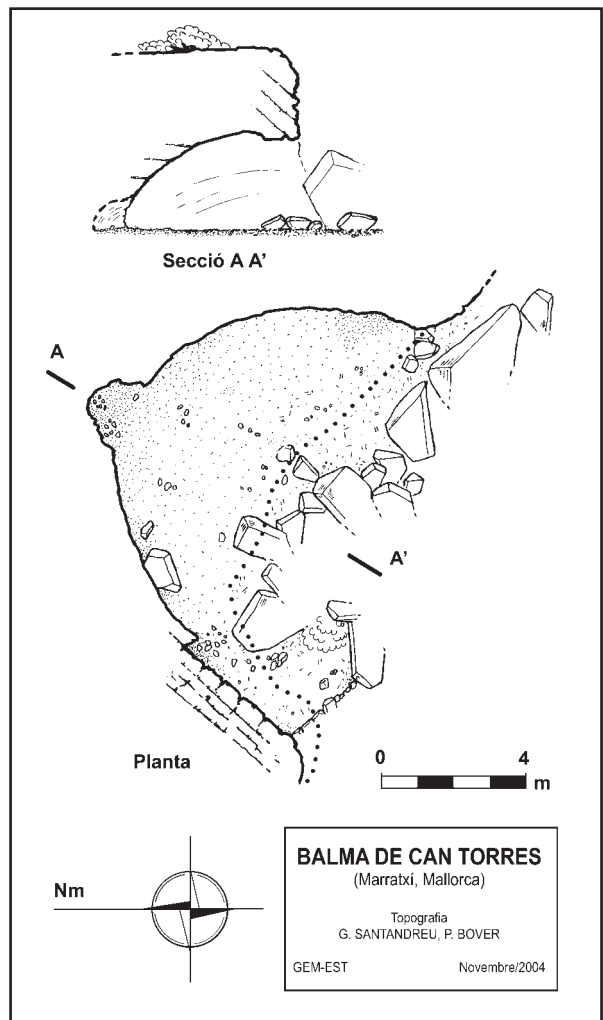 Secció A A'
A
A'
Planta
0 4
m
Nm
BALMA DE CAN TORRES
(Marratxí, Mallorca)
Topografia
G. SANTANDREU, P. BOVER
GEM-EST Novembre/2004